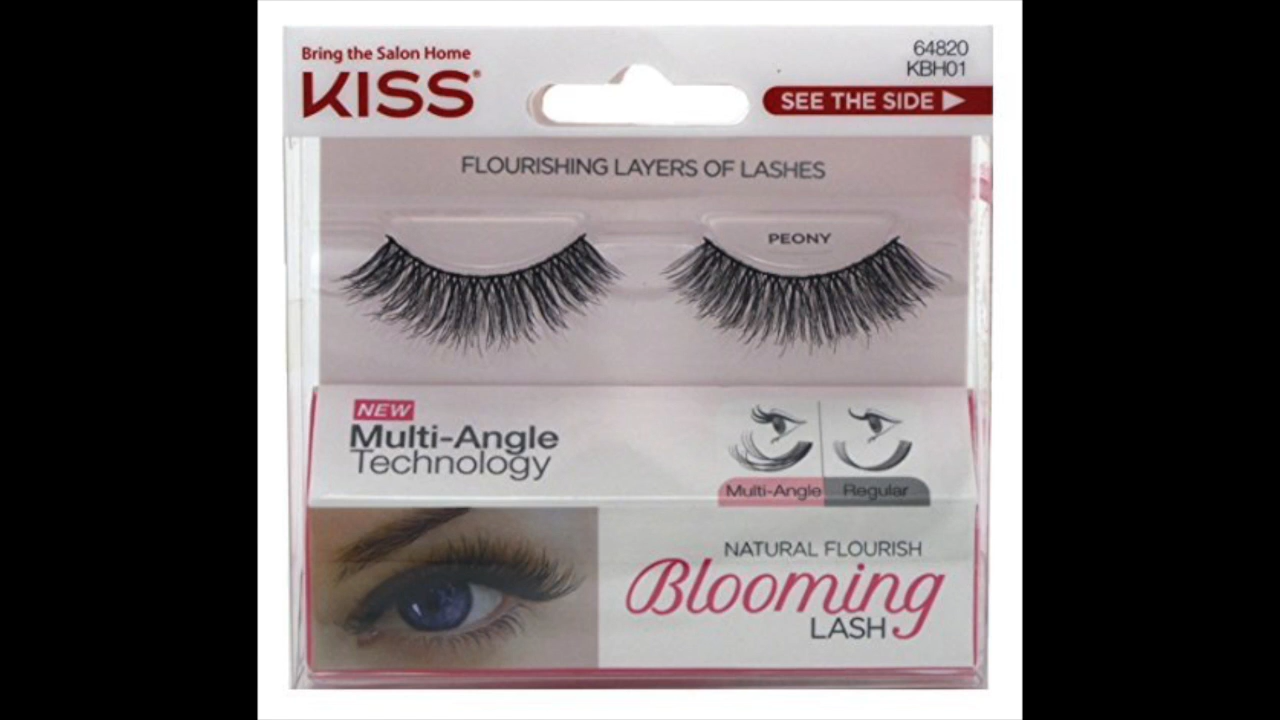 Bring the Salon Home
KISS®
64820
KBH01
SEE THE SIDE
FLOURISHING LAYERS OF LASHES
PEONY
NEW
Multi-Angle
Technology
Multi-Angle
Regular
NATURAL FLOURISH
Blooming
LASH